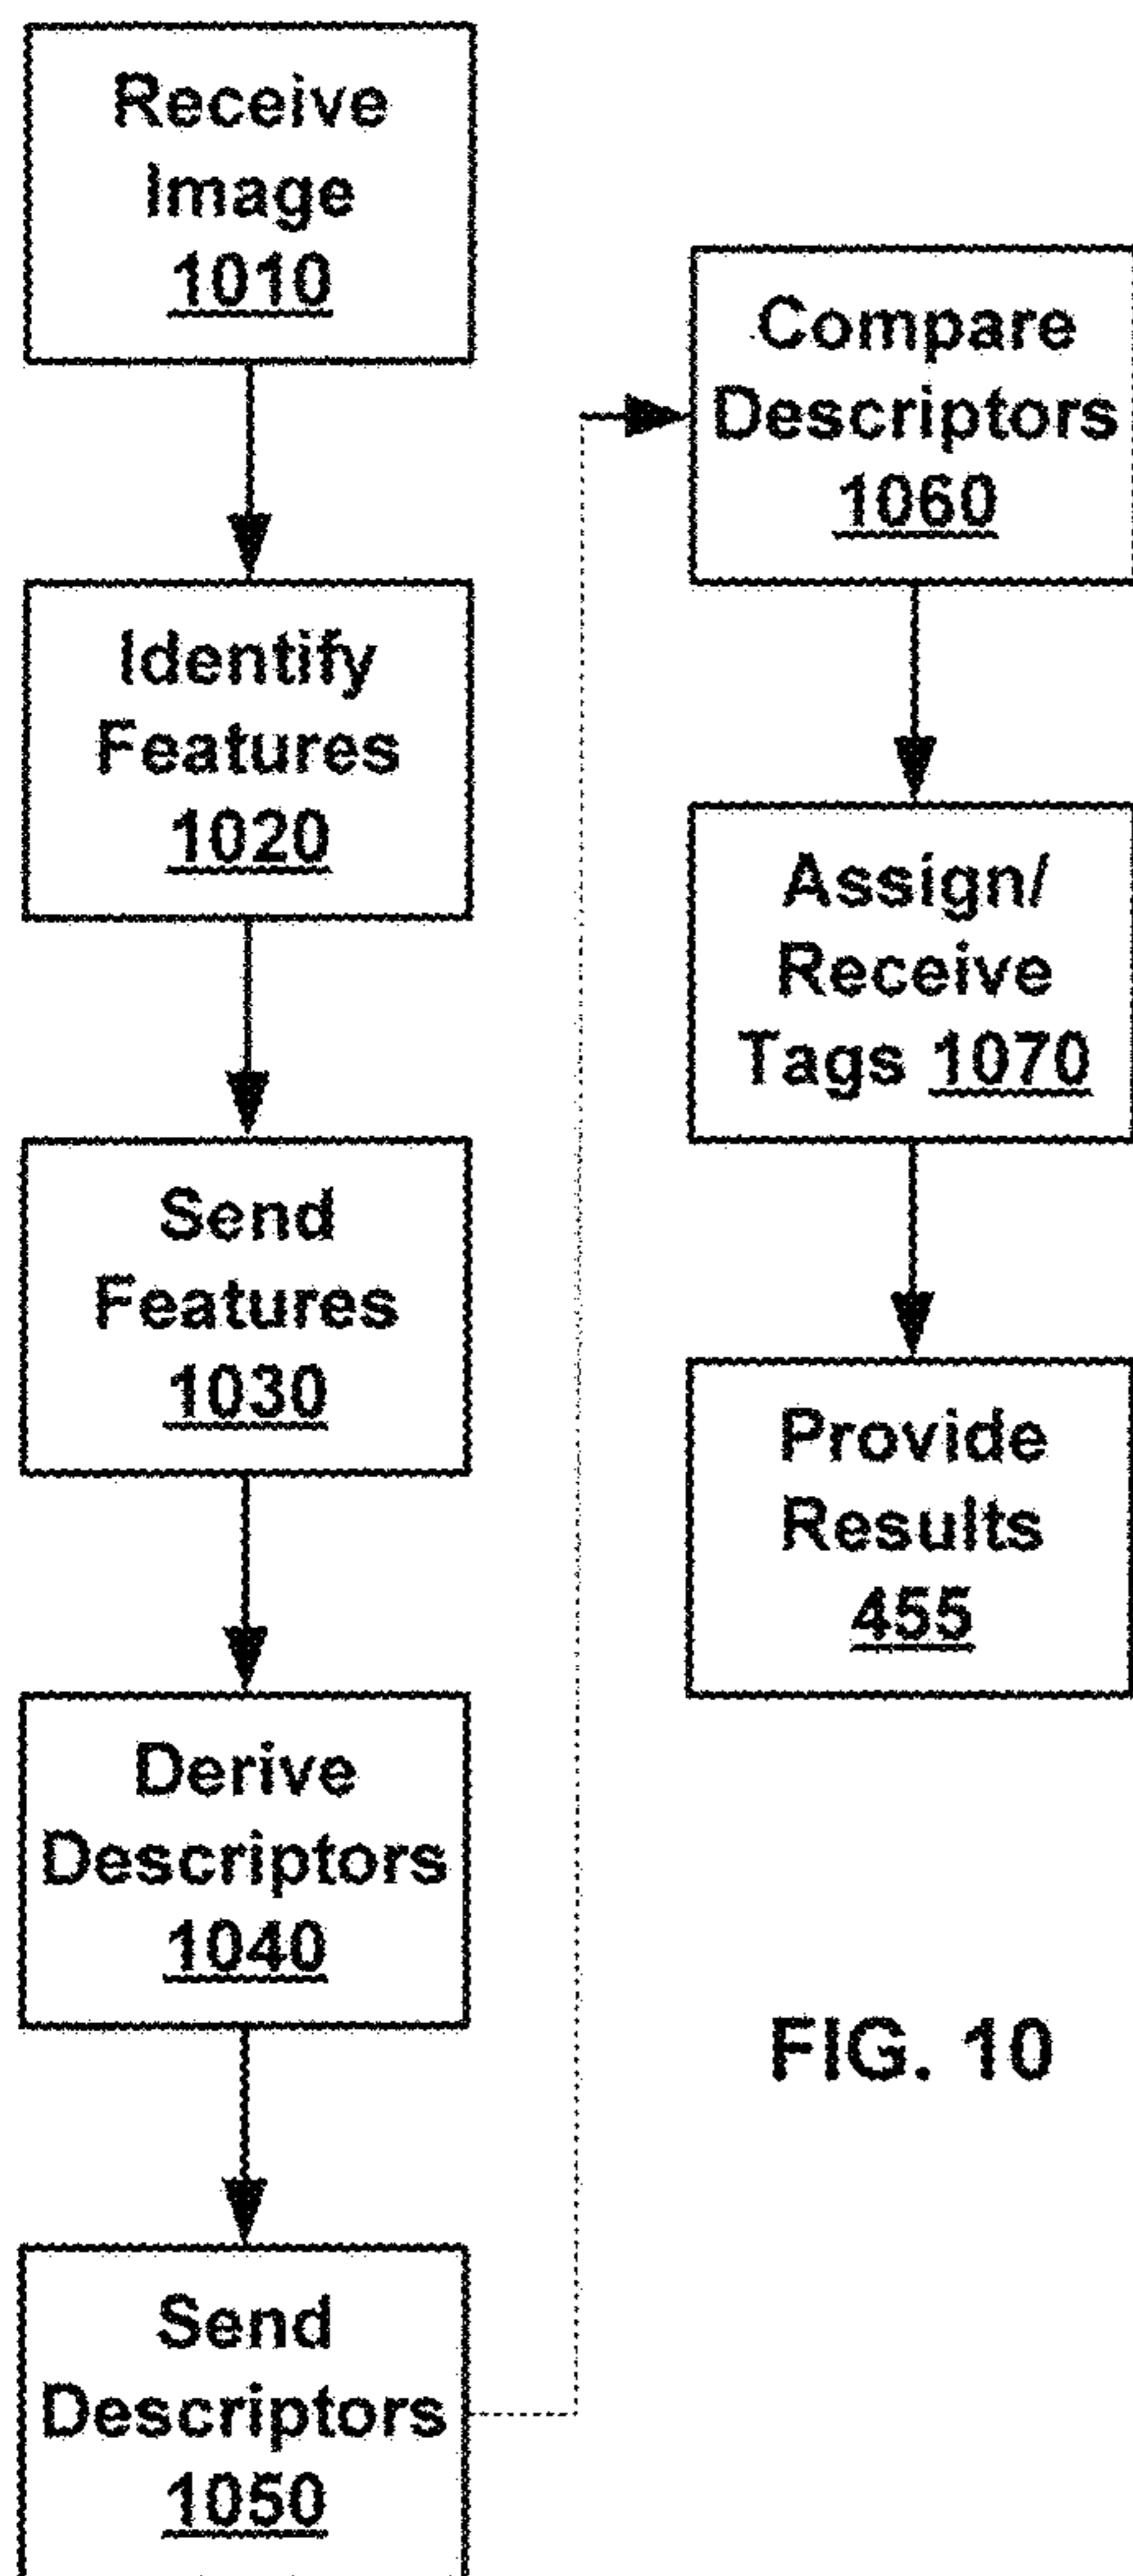 Receive
Image
1010
Identify
Features
1020
Send
Features
1030
Derive
Descriptors
1040
Send
Descriptors
1050
Compare
Descriptors
1060
Assign/
Receive
Tags 1070
Provide
Results
455
FIG. 10